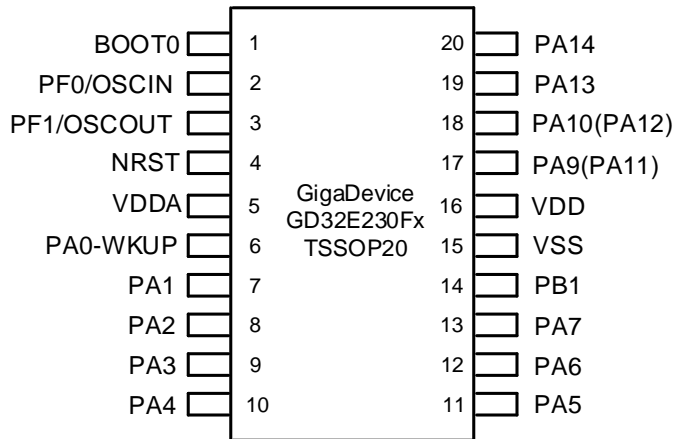 BOOT0 1 20 PA14
PF0/OSCIN 2 19 PA13
PF1/OSCOUT 3 18 PA10(PA12)
NRST 4 17 PA9(PA11)
VDDA 5 16 VDD
PA0-WKUP 6 15 VSS
PA1 7 14 PB1
PA2 8 13 PA7
PA3 9 12 PA6
PA4 10 11 PA5
GigaDevice
GD32E230Fx
TSSOP20